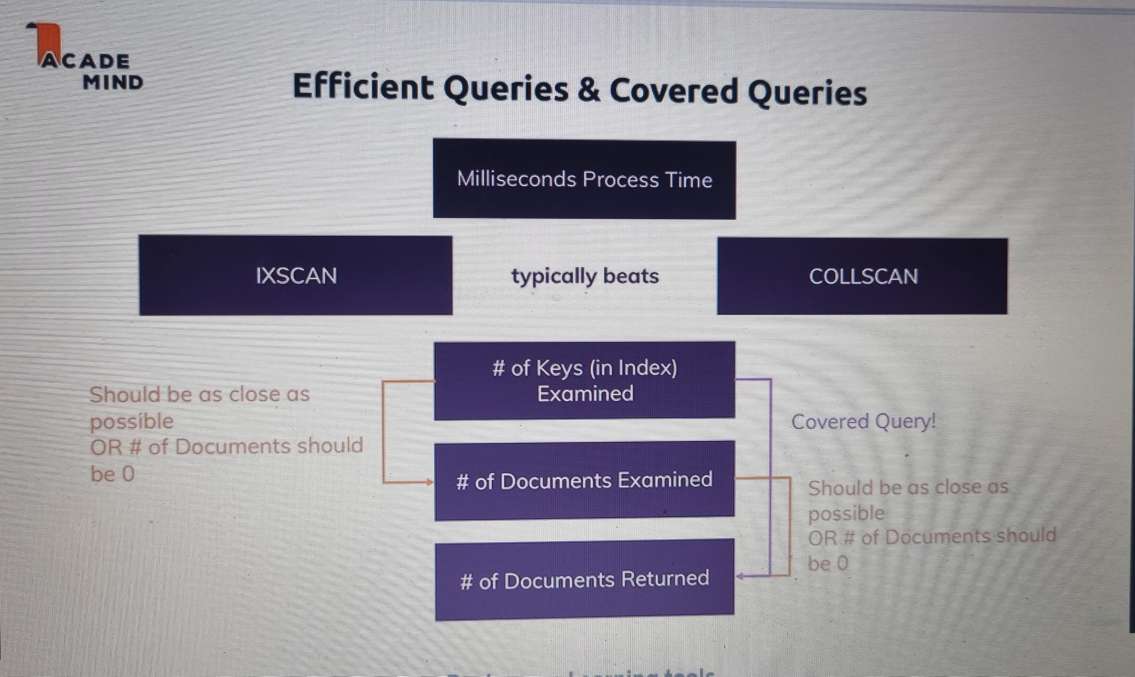 ACADE
MIND
Efficient Queries & Covered Queries
Milliseconds Process Time
IXSCAN
typically beats
COLLSCAN
# of Keys (in Index)
Examined
Should be as close as
possible
OR # of Documents should
be 0
Covered Query!
# of Documents Examined
Should be as close as
possible
OR # of Documents should
be 0
# of Documents Returned
learning tools